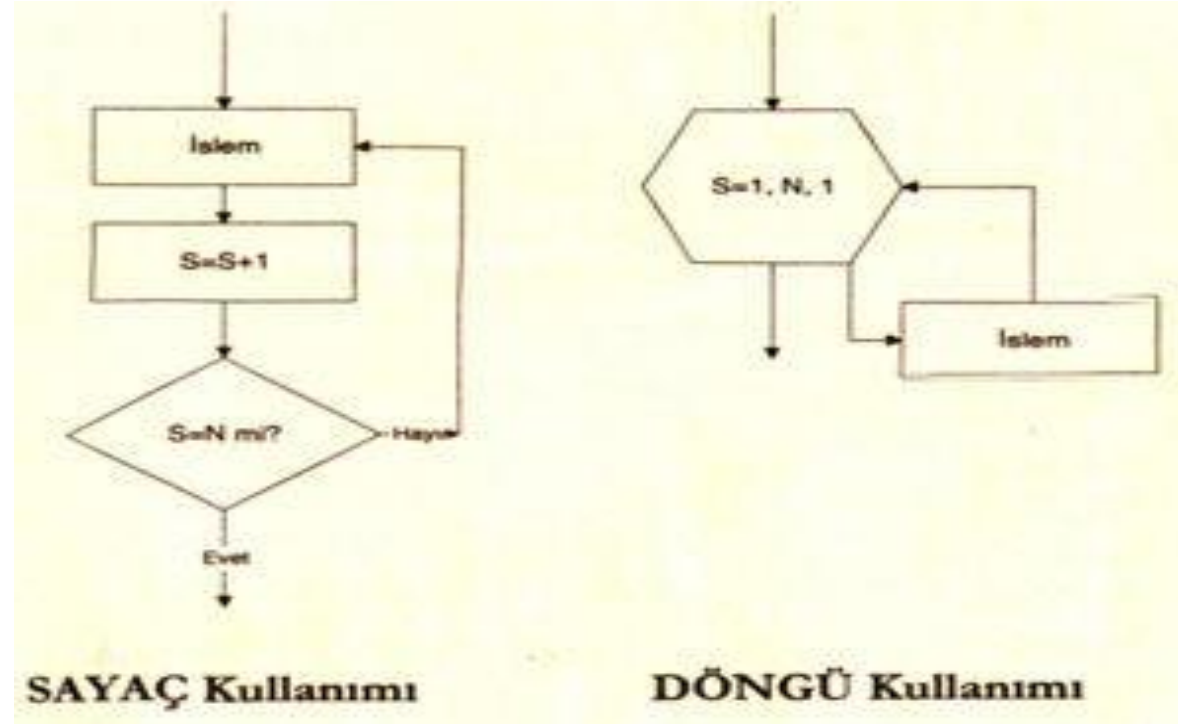 İslem
S=S+1
S=N mi?
Hayır
Evet
SAYAÇ Kullanımı
S=1, N, 1
İslem
DÖNGÜ Kullanımı